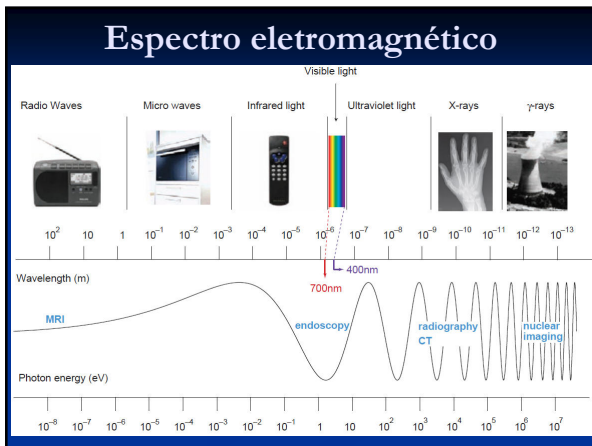 Espectro eletromagnético
Visible light
Radio Waves Micro waves Infrared light Ultraviolet light X-rays γ-rays
10² 10 1 10⁻¹ 10⁻² 10⁻³ 10⁻⁴ 10⁻⁵ 10⁻⁶ 10⁻⁷ 10⁻⁸ 10⁻⁹ 10⁻¹⁰ 10⁻¹¹ 10⁻¹² 10⁻¹³
400nm
Wavelength (m)
700nm
MRI endoscopy radiography nuclear
CT imaging
Photon energy (eV)
10⁻⁸ 10⁻⁷ 10⁻⁶ 10⁻⁵ 10⁻⁴ 10⁻³ 10⁻² 10⁻¹ 1 10 10² 10³ 10⁴ 10⁵ 10⁶ 10⁷